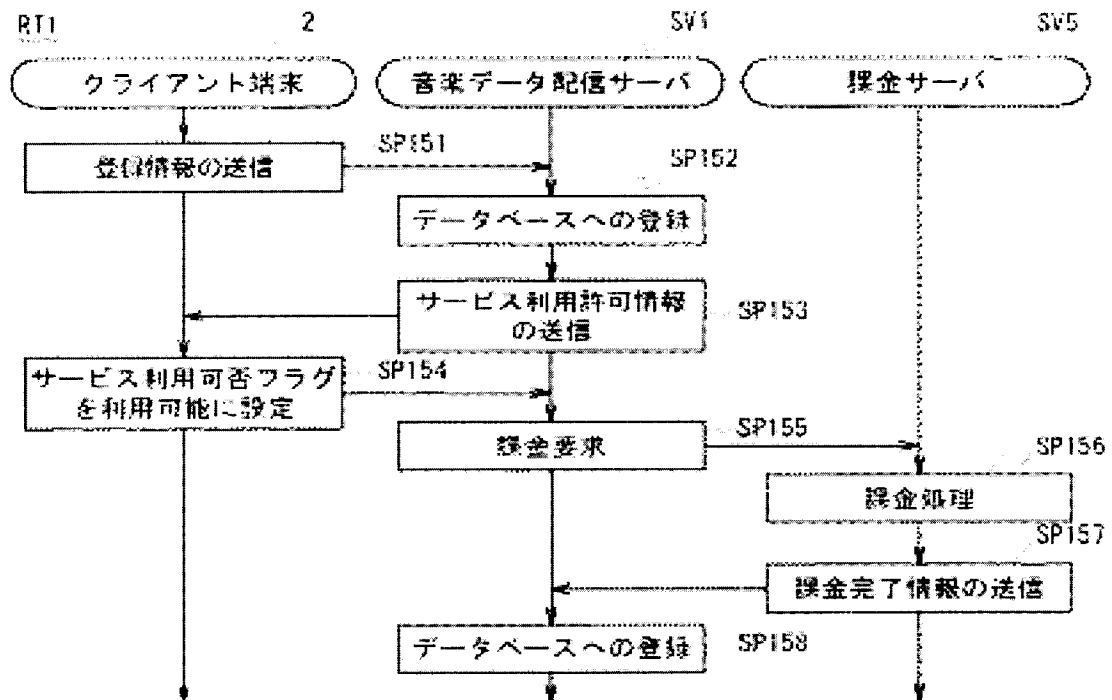 RT1 2 SV1 SV5
クライアント端末 音楽データ配信サーバ 課金サーバ
登録情報の送信 SP151
SP152
データベースへの登録
サービス利用許可情報
の送信
SP153
サービス利用可否フラグ
を利用可能に設定
SP154
課金要求 SP155
SP156
課金処理
SP157
課金完了情報の送信
データベースへの登録 SP158